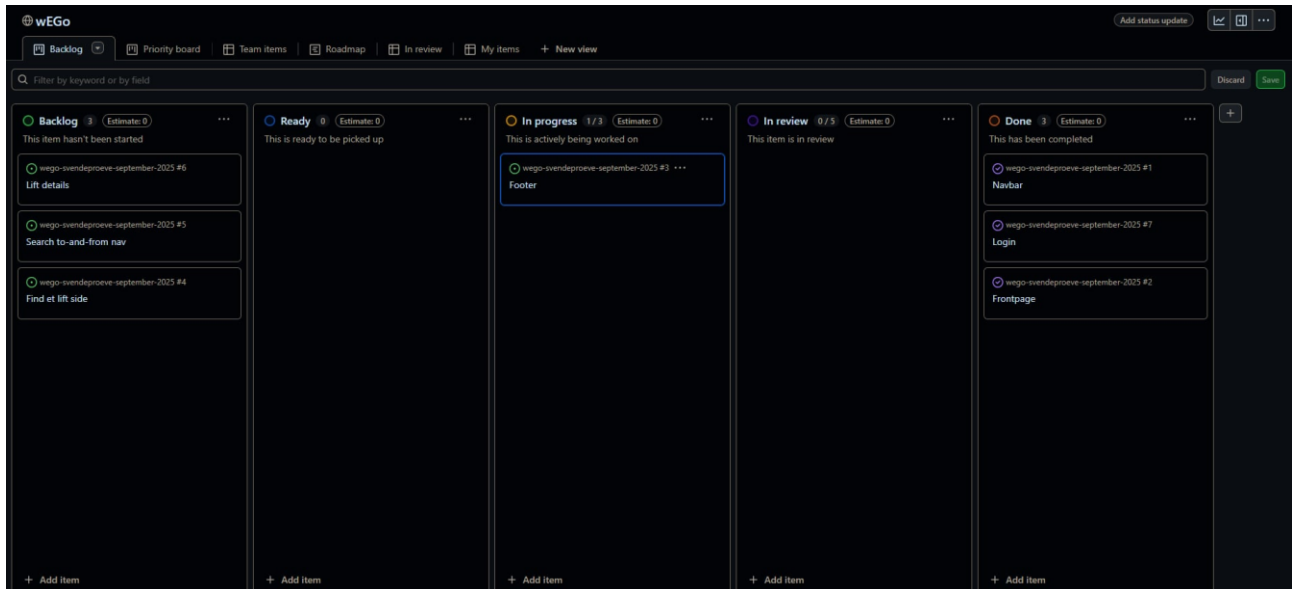 wEGo
Add status update
Backlog
Priority board
Team items
Roadmap
In review
My items
+ New view
Filter by keyword or by field
Discard
Save
Backlog 3 Estimate: 0
This item hasn't been started
wego-svendeproeve-september-2025 #6
Lift details
wego-svendeproeve-september-2025 #5
Search to-and-from nav
wego-svendeproeve-september-2025 #4
Find et lift side
+ Add item
Ready 0 Estimate: 0
This is ready to be picked up
+ Add item
In progress 1 / 3 Estimate: 0
This is actively being worked on
wego-svendeproeve-september-2025 #3
Footer
+ Add item
In review 0 / 5 Estimate: 0
This item is in review
+ Add item
Done 3 Estimate: 0
This has been completed
wego-svendeproeve-september-2025 #1
Navbar
wego-svendeproeve-september-2025 #7
Login
wego-svendeproeve-september-2025 #2
Frontpage
+ Add item